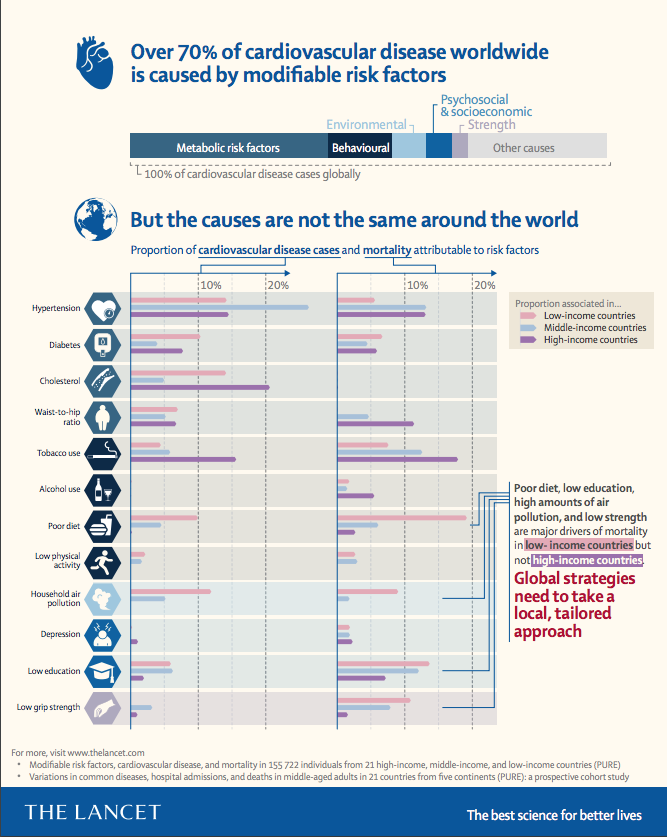 Over 70% of cardiovascular disease worldwide
is caused by modifiable risk factors
Psychosocial
& socioeconomic
Environmental
Strength
Metabolic risk factors
Behavioural
Other causes
100% of cardiovascular disease cases globally
But the causes are not the same around the world
Proportion of cardiovascular disease cases and mortality attributable to risk factors
10%
20%
10%
20%
Proportion associated in...
Low-income countries
Middle-income countries
High-income countries
Hypertension
Diabetes
Cholesterol
Waist-to-hip
ratio
Tobacco use
Alcohol use
Poor diet
Low physical
activity
Household air
pollution
Depression
Low education
Low grip strength
Poor diet, low education,
high amounts of air
pollution, and low strength
are major drivers of mortality
in low- income countries but
not high-income countries.
Global strategies
need to take a
local, tailored
approach
For more, visit www.thelancet.com
• Modifiable risk factors, cardiovascular disease, and mortality in 155 722 individuals from 21 high-income, middle-income, and low-income countries (PURE)
• Variations in common diseases, hospital admissions, and deaths in middle-aged adults in 21 countries from five continents (PURE): a prospective cohort study
THE LANCET
The best science for better lives